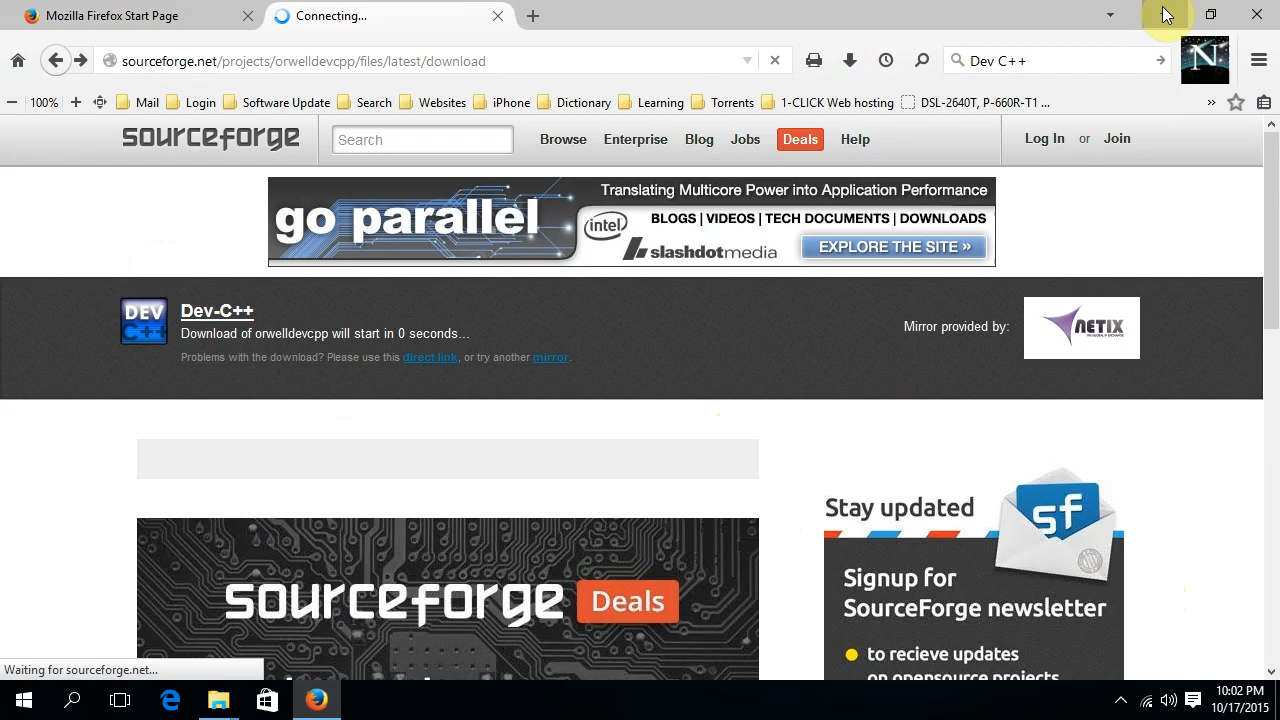 Mozilla Firefox Start Page
Connecting...
sourceforge.net/projects/orwelldevcpp/files/latest/download
Dev C++
N
100%
Mail
Login
Software Update
Search
Websites
iPhone
Dictionary
Learning
Torrents
1-CLICK Web hosting
DSL-2640T, P-660R-T1 ...
sourceforge
Search
Browse
Enterprise
Blog
Jobs
Deals
Help
Log In or Join
go parallel
Translating Multicore Power into Application Performance
intel
BLOGS | VIDEOS | TECH DOCUMENTS | DOWNLOADS
slashdotmedia
EXPLORE THE SITE »
DEV
C++
Dev-C++
Download of orwelldevcpp will start in 0 seconds...
Problems with the download? Please use this direct link, or try another mirror.
Mirror provided by:
NETIX
sourceforge Deals
Stay updated
sf
Signup for
SourceForge newsletter
to recieve updates
on opensource projects
Waiting for sourceforge.net...
10:02 PM
10/17/2015